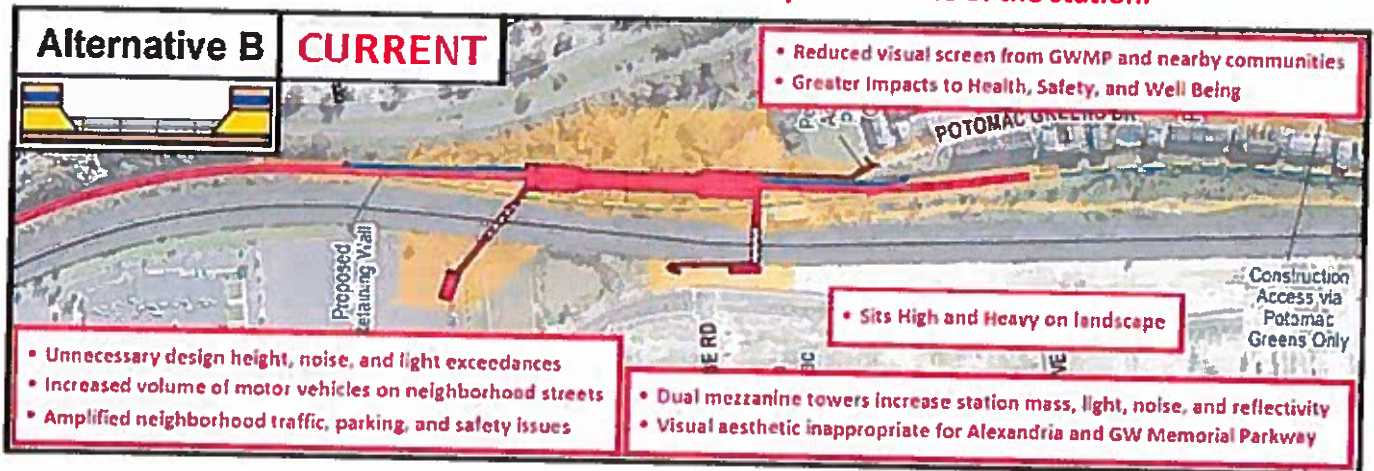 of the station.
Alternative B CURRENT
• Reduced visual screen from GWMP and nearby communities
• Greater Impacts to Health, Safety, and Well Being
POTOMAC GREENS DR
Proposed
Retaining Wall
• Sits High and Heavy on landscape
Construction
Access via
Potomac
Greens Only
• Unnecessary design height, noise, and light exceedances
• Increased volume of motor vehicles on neighborhood streets
• Amplified neighborhood traffic, parking, and safety issues
• Dual mezzanine towers increase station mass, light, noise, and reflectivity
• Visual aesthetic inappropriate for Alexandria and GW Memorial Parkway